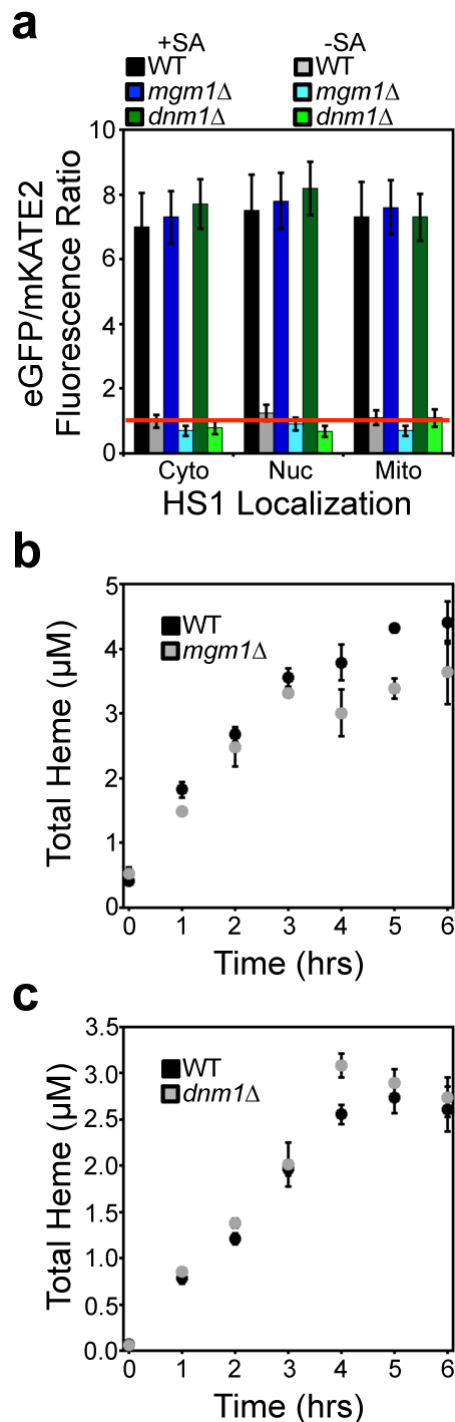 a
+SA -SA
WT WT
mgm1Δ mgm1Δ
dnm1Δ dnm1Δ
eGFP/mKATE2
Fluorescence Ratio
10
8
6
4
2
0
Cyto Nuc Mito
HS1 Localization
b
Total Heme (µM)
5
4
3
2
1
0
WT
mgm1Δ
0 1 2 3 4 5 6
Time (hrs)
c
Total Heme (µM)
3.5
3.0
2.5
2.0
1.5
1.0
0.5
0.0
WT
dnm1Δ
0 1 2 3 4 5 6
Time (hrs)